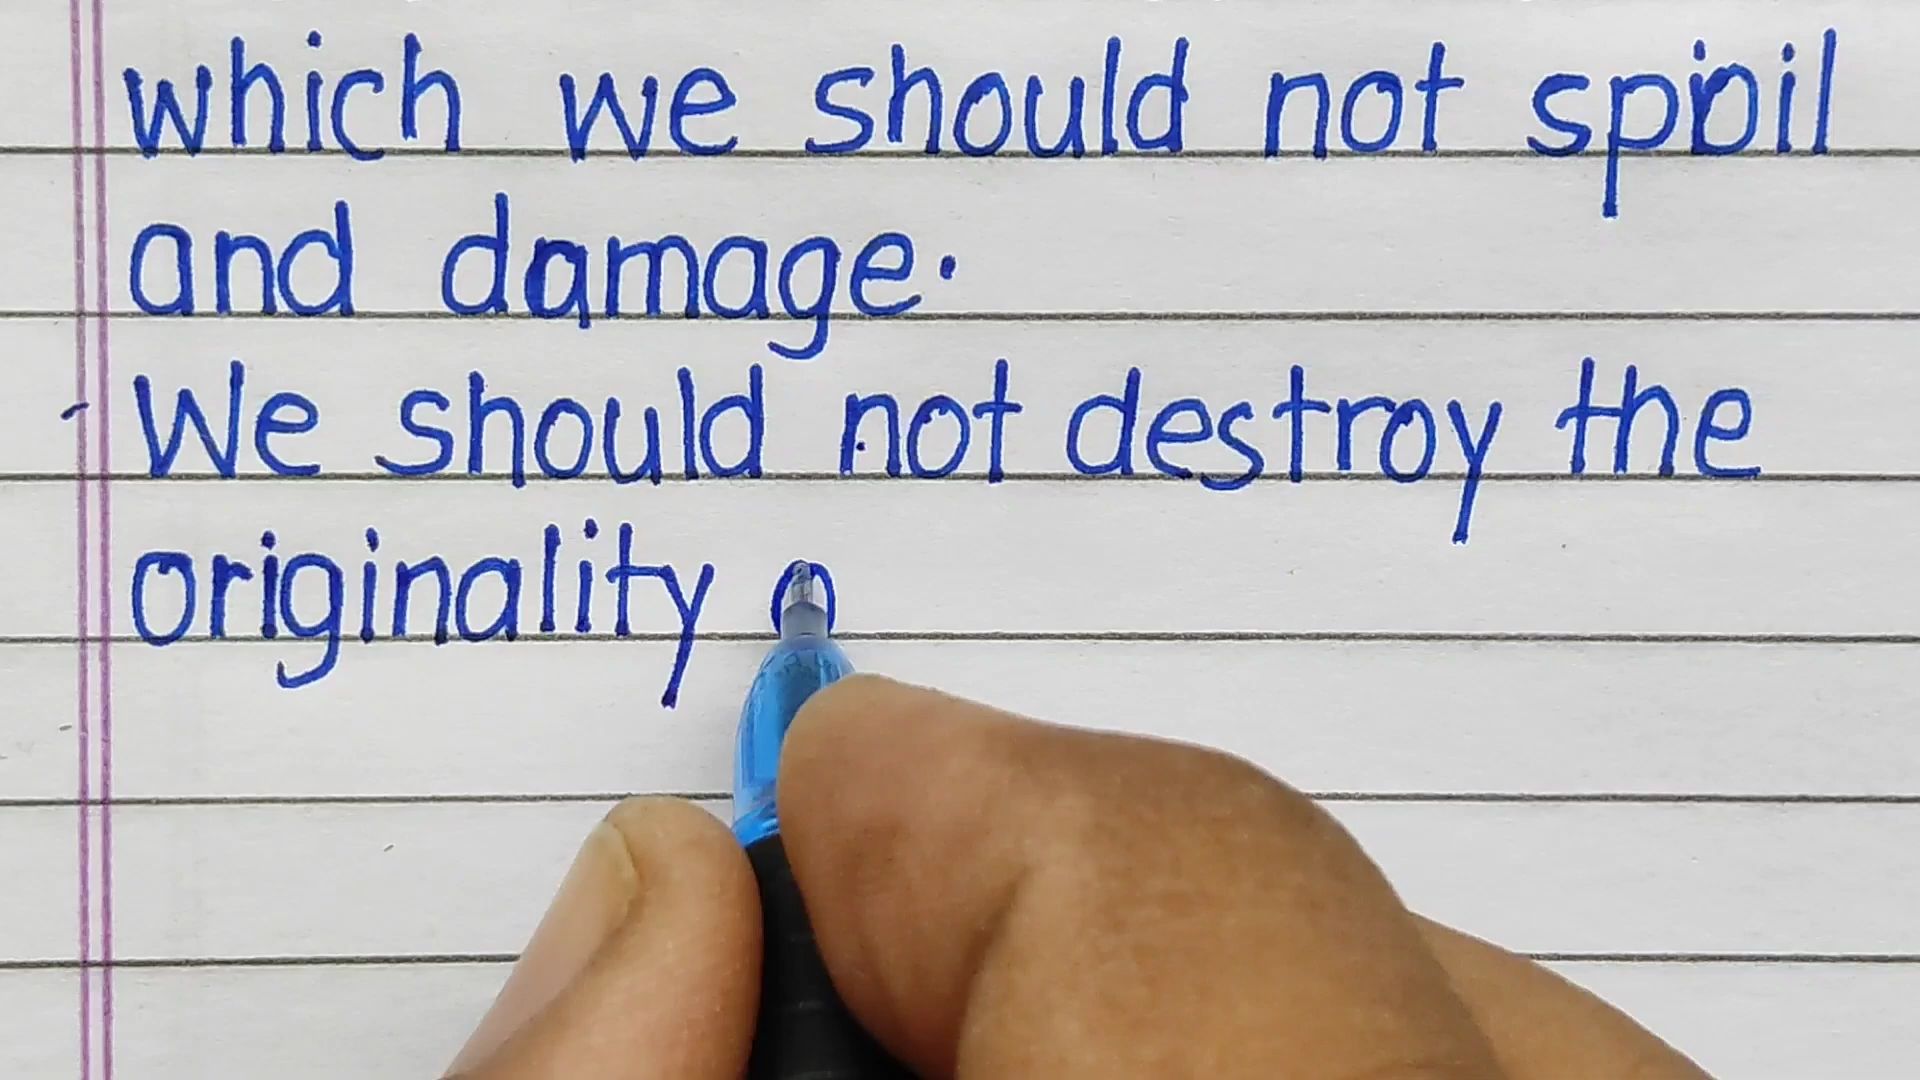 which we should not spoil
and damage.
We should not destroy the
originality o